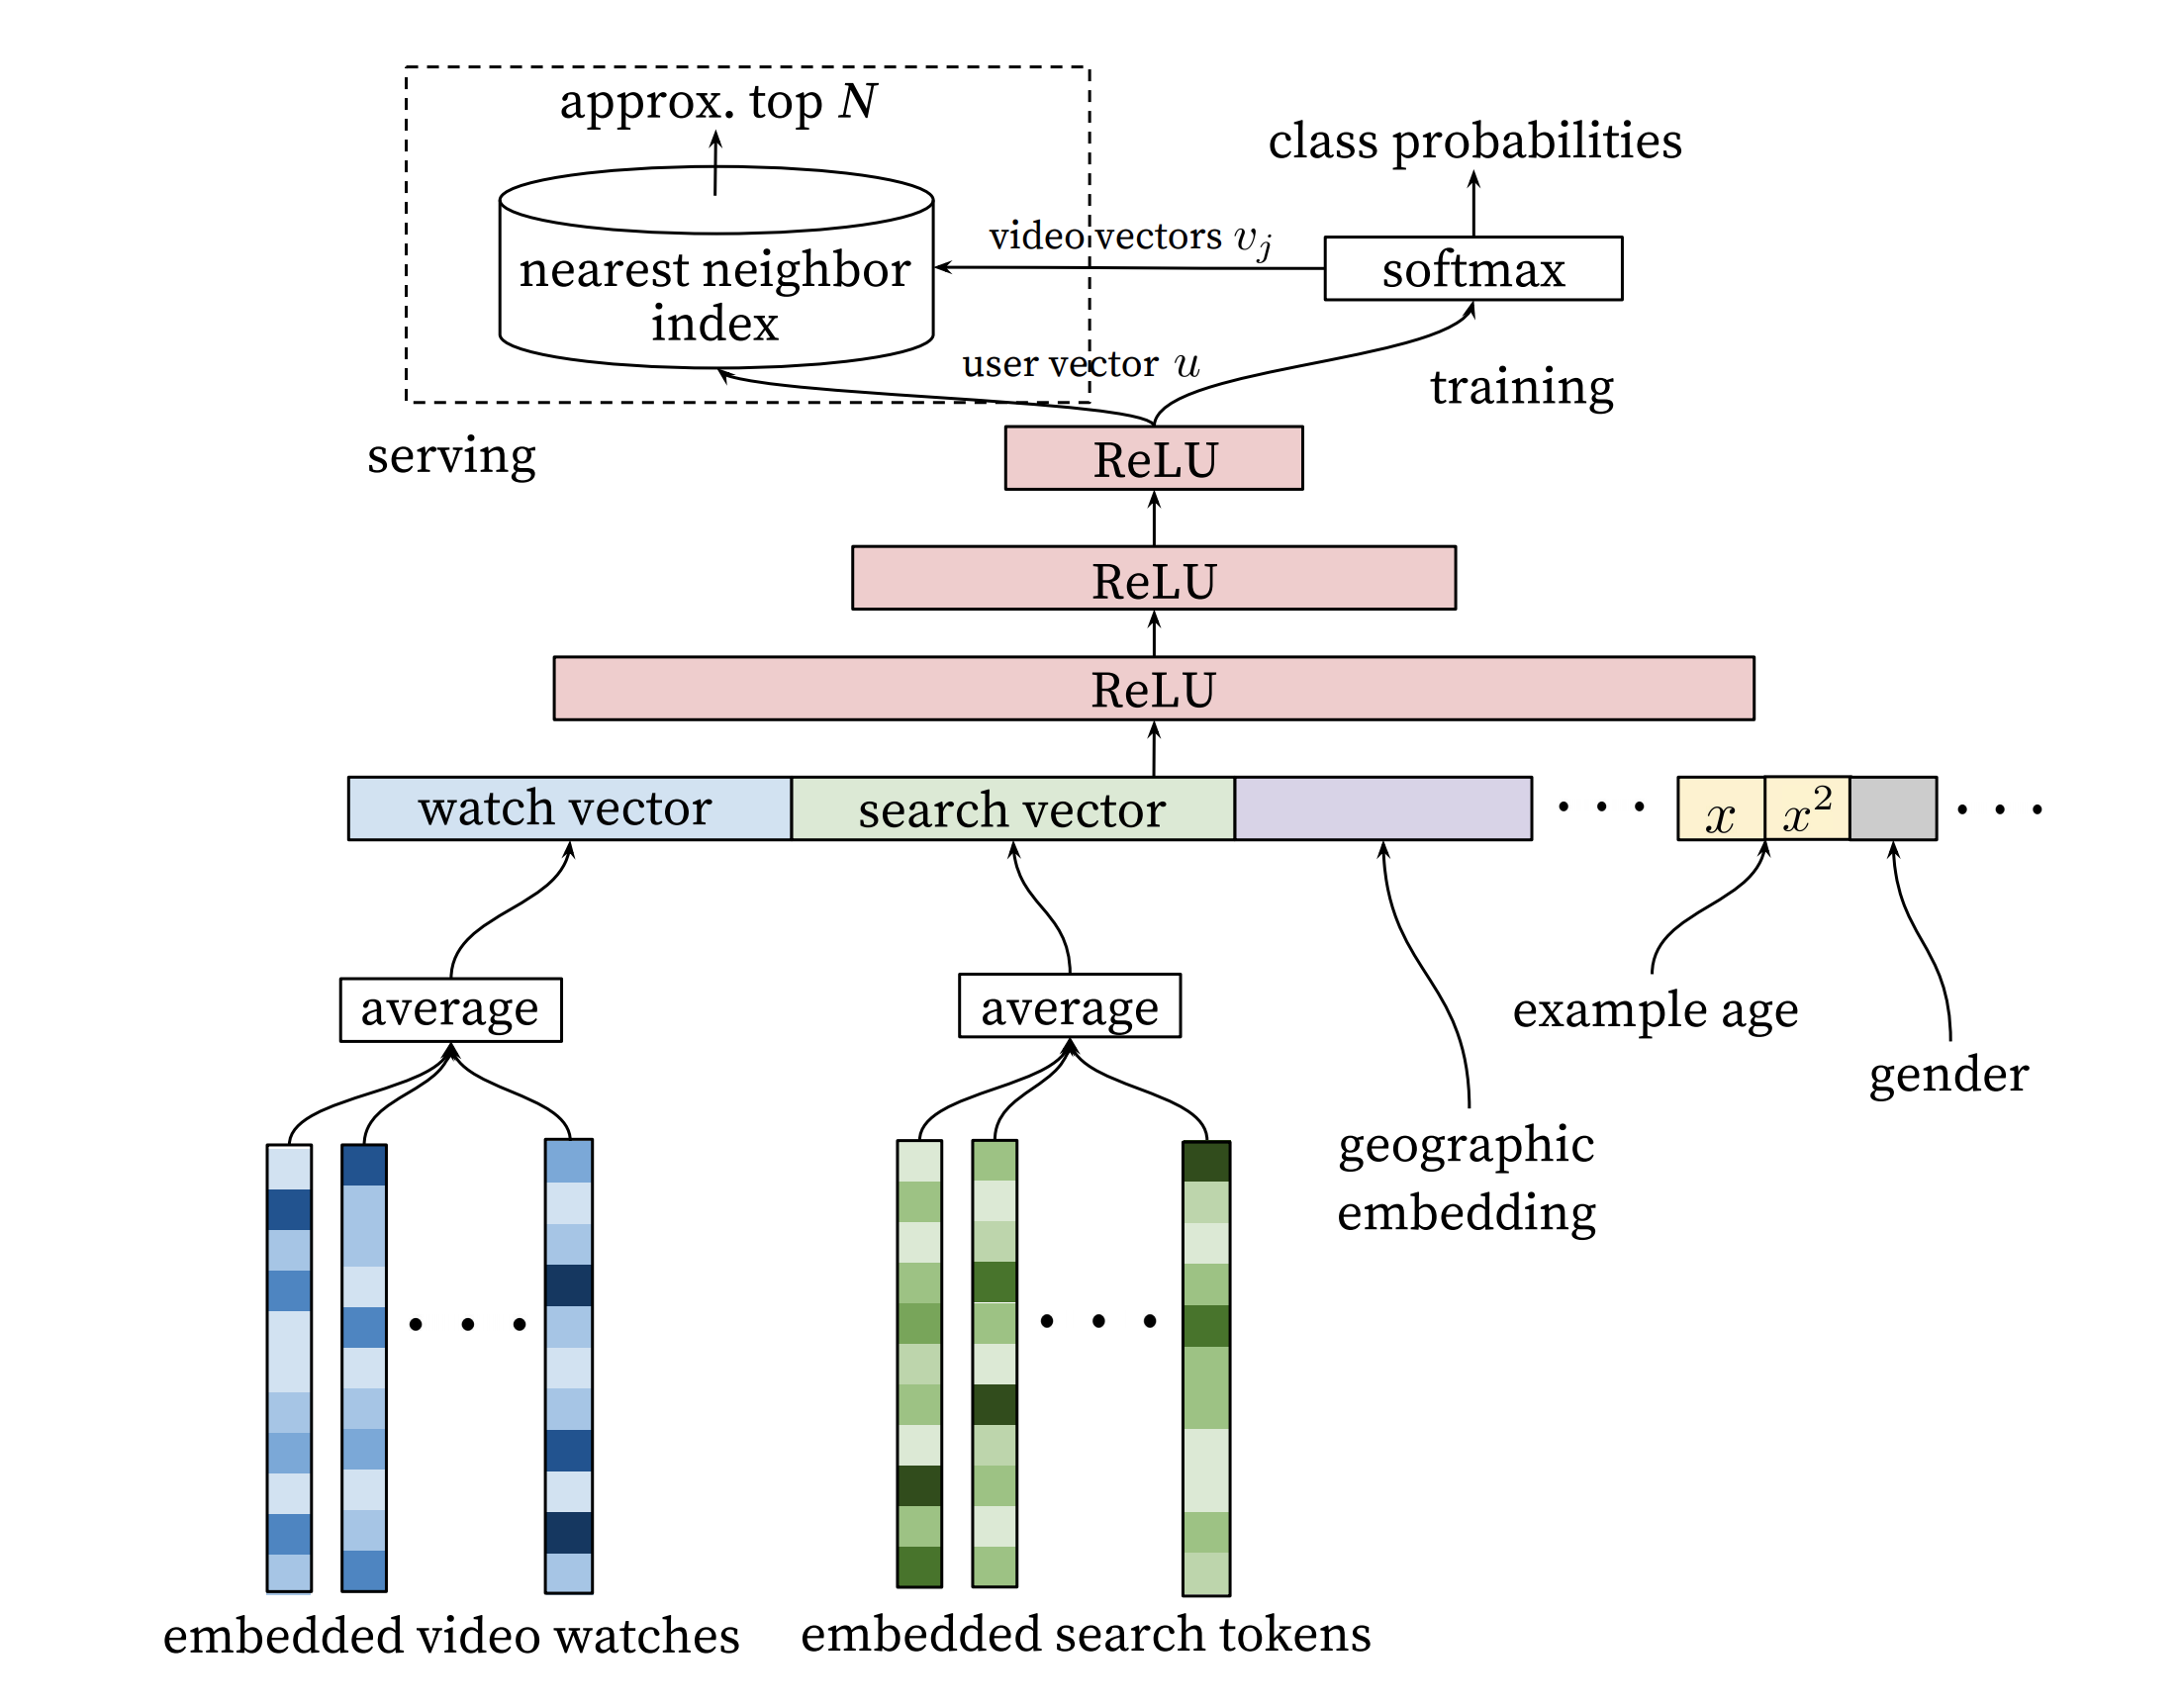 approx. top N
class probabilities
video vectors v_j
nearest neighbor
index
softmax
user vector u
training
serving
ReLU
ReLU
ReLU
watch vector
search vector
x
x²
average
average
example age
gender
geographic
embedding
embedded video watches
embedded search tokens